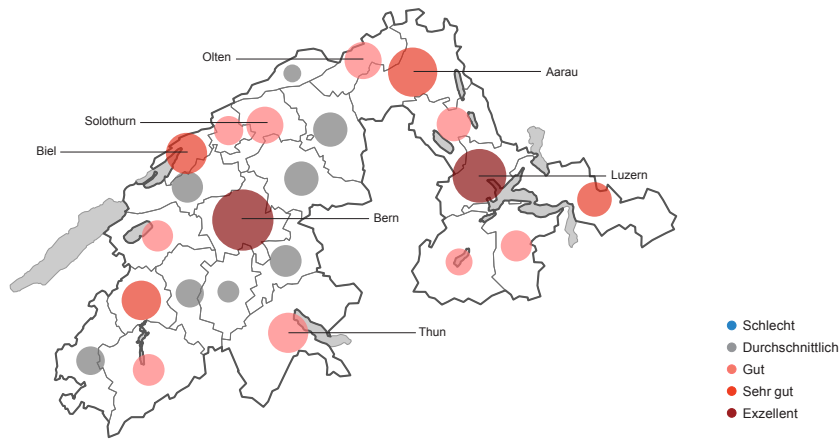 Olten
Aarau
Solothurn
Biel
Luzern
Bern
Thun
Schlecht
Durchschnittlich
Gut
Sehr gut
Exzellent